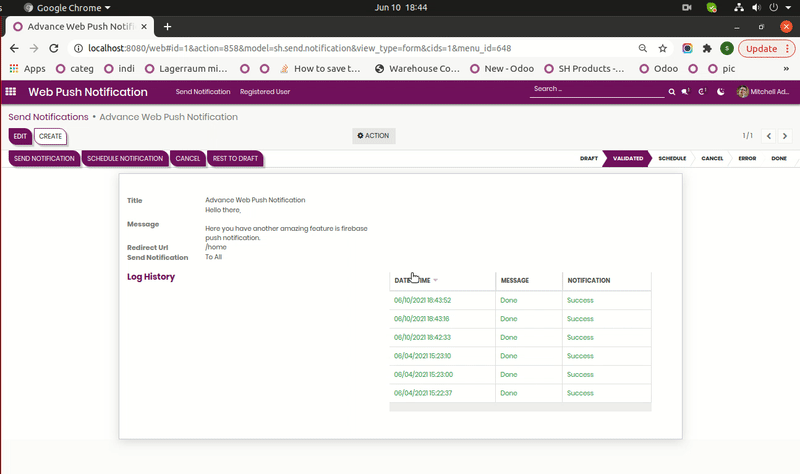 Google Chrome
Jun 10 18:44
Advance Web Push Notifi
localhost:8080/web#id=1&action=858&model=sh.send.notification&view_type=form&cids=1&menu_id=648
S
Update
Apps
categ
indi
Lagerraum mi...
How to save t...
Warehouse Co...
New - Odoo
SH Products -...
Odoo
pic
»
Web Push Notification
Send Notification
Registered User
Search ...
Mitchell Ad...
Send Notifications • Advance Web Push Notification
EDIT
CREATE
ACTION
1 / 1
SEND NOTIFICATION
SCHEDULE NOTIFICATION
CANCEL
REST TO DRAFT
DRAFT
VALIDATED
SCHEDULE
CANCEL
ERROR
DONE
Title Advance Web Push Notification
Hello there,
Message
Here you have another amazing feature is firebase
push notification.
Redirect Url /home
Send Notification To All
Log History
MESSAGE NOTIFICATION
06/10/2021 18:43:52 Done Success
06/10/2021 18:43:16 Done Success
06/10/2021 18:42:33 Done Success
06/04/2021 15:23:10 Done Success
06/04/2021 15:23:00 Done Success
06/04/2021 15:22:37 Done Success